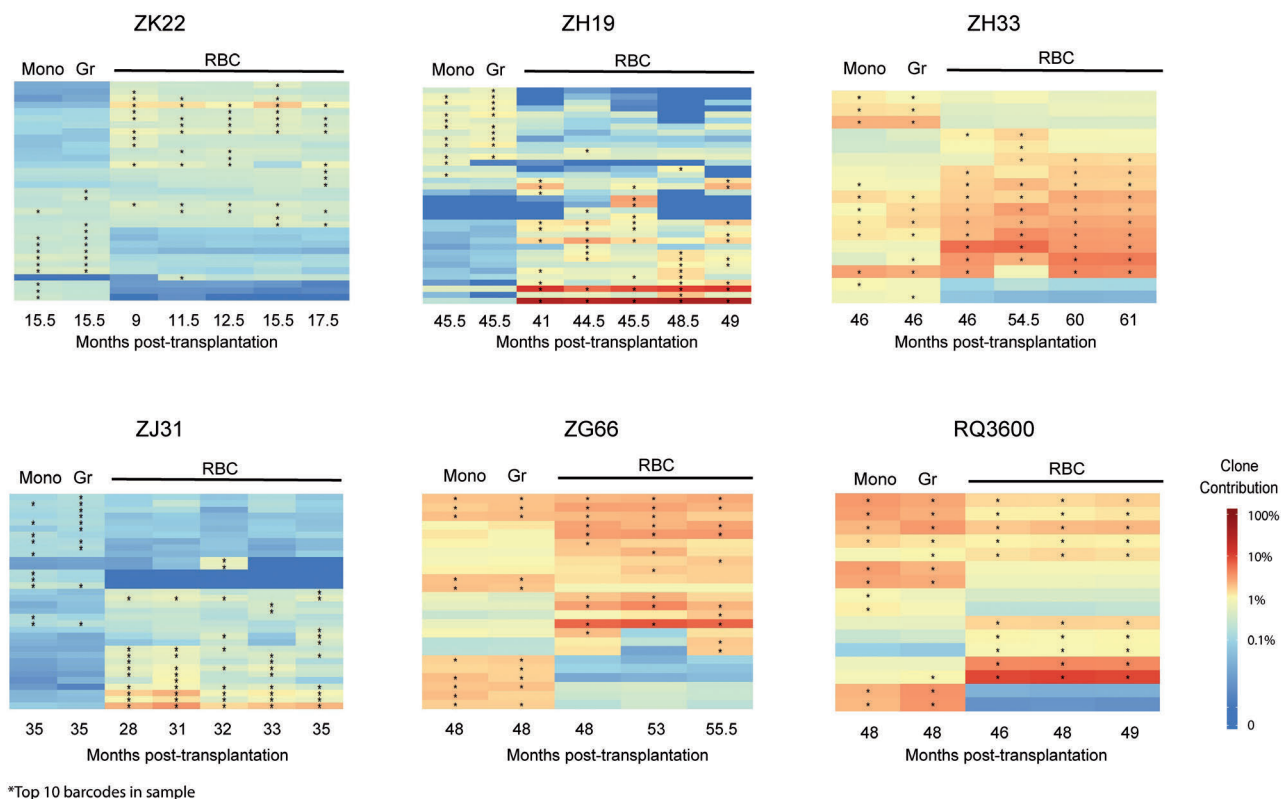 ZK22 ZH19 ZH33
Mono Gr RBC
Mono Gr RBC
Mono Gr RBC
15.5 15.5 9 11.5 12.5 15.5 17.5
Months post-transplantation
45.5 45.5 41 44.5 45.5 48.5 49
Months post-transplantation
46 46 46 54.5 60 61
Months post-transplantation
ZJ31 ZG66 RQ3600
Mono Gr RBC
Mono Gr RBC
Mono Gr RBC
35 35 28 31 32 33 35
Months post-transplantation
48 48 48 53 55.5
Months post-transplantation
48 48 46 48 49
Months post-transplantation
Clone
Contribution
100%
10%
1%
0.1%
0
*Top 10 barcodes in sample